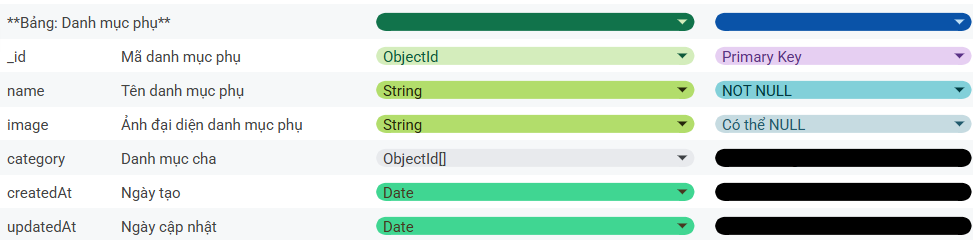 **Bảng: Danh mục phụ**
_id Mã danh mục phụ ObjectId Primary Key
name Tên danh mục phụ String NOT NULL
image Ảnh đại diện danh mục phụ String Có thể NULL
category Danh mục cha ObjectId[]
createdAt Ngày tạo Date
updatedAt Ngày cập nhật Date